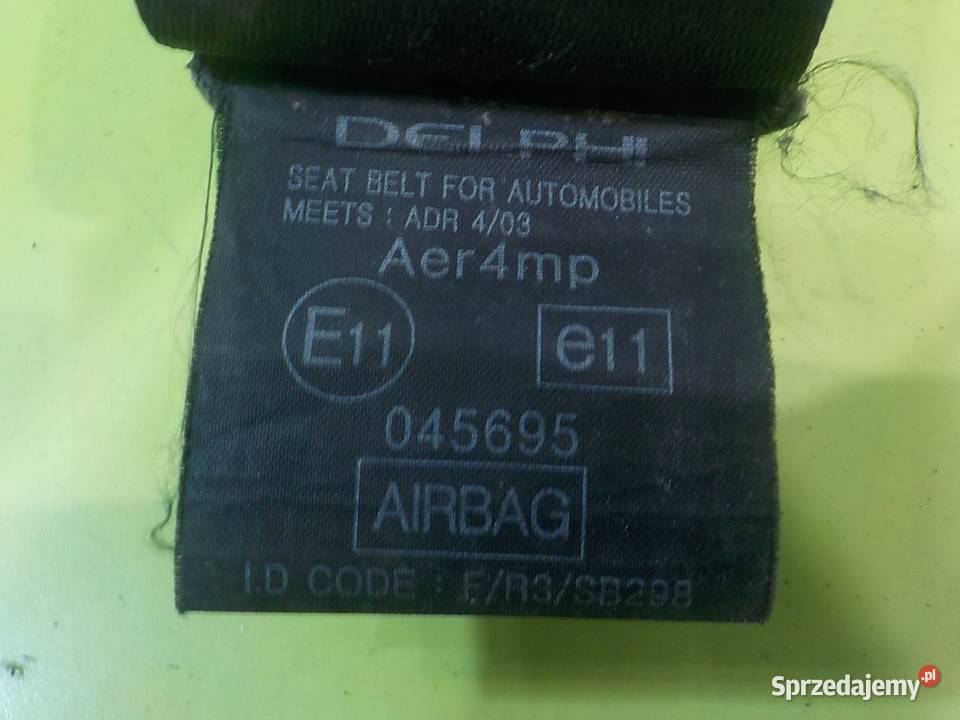 DELPHI
SEAT BELT FOR AUTOMOBILES
MEETS : ADR 4/03
Aer4mp
E11 e11
045695
AIRBAG
I.D CODE : F/R3/SB298
Sprzedajemy.pl